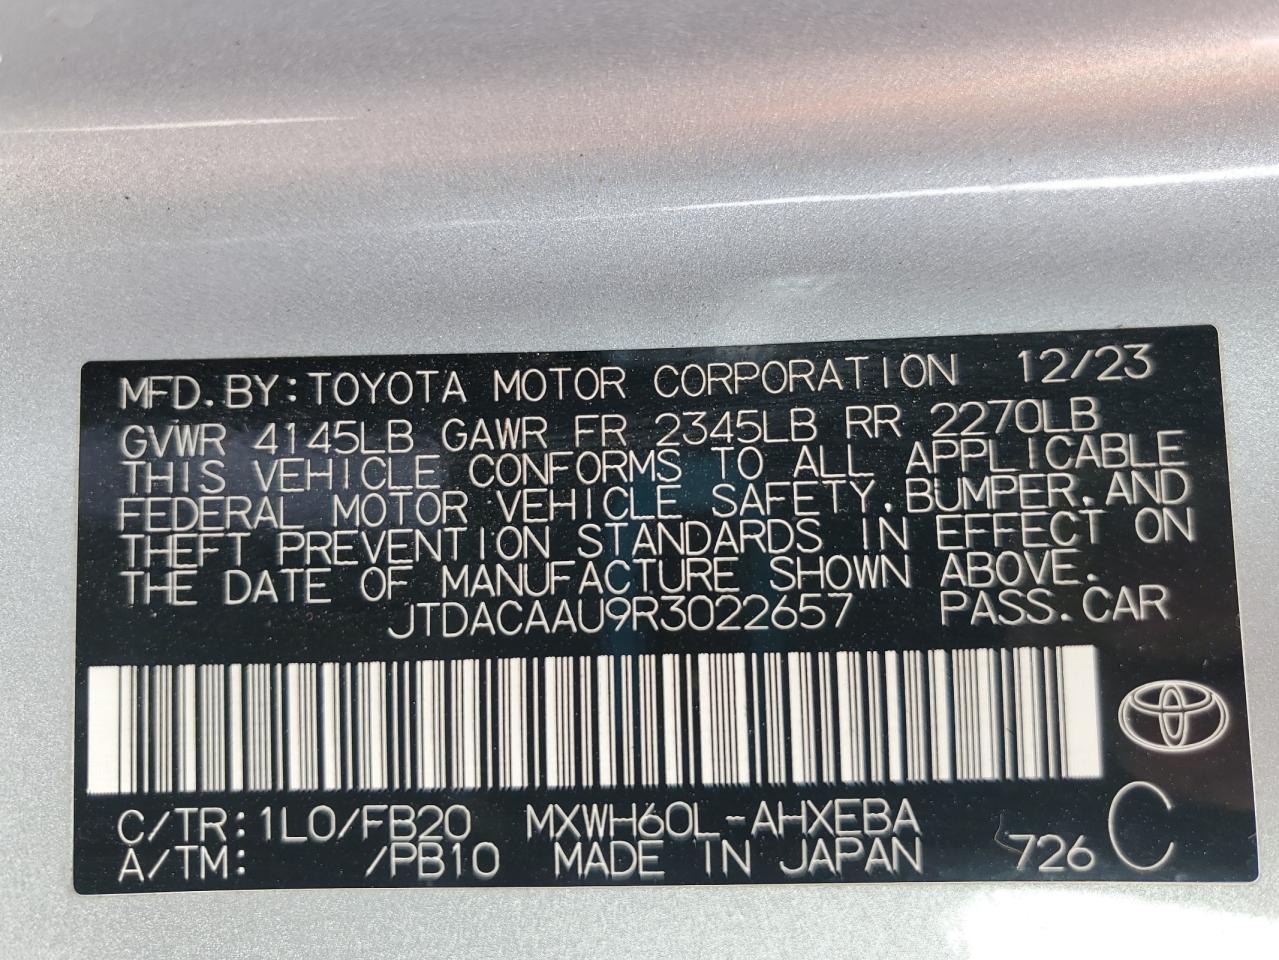 MFD.BY:TOYOTA MOTOR CORPORATION 12/23
GVWR 4145LB GAWR FR 2345LB RR 2270LB
THIS VEHICLE CONFORMS TO ALL APPLICABLE
FEDERAL MOTOR VEHICLE SAFETY,BUMPER,AND
THEFT PREVENTION STANDARDS IN EFFECT ON
THE DATE OF MANUFACTURE SHOWN ABOVE.
JTDACAAU9R3022657 PASS.CAR
C/TR:1L0/FB20 MXWH60L-AHXEBA
A/TM: /PB10 MADE IN JAPAN 726 C